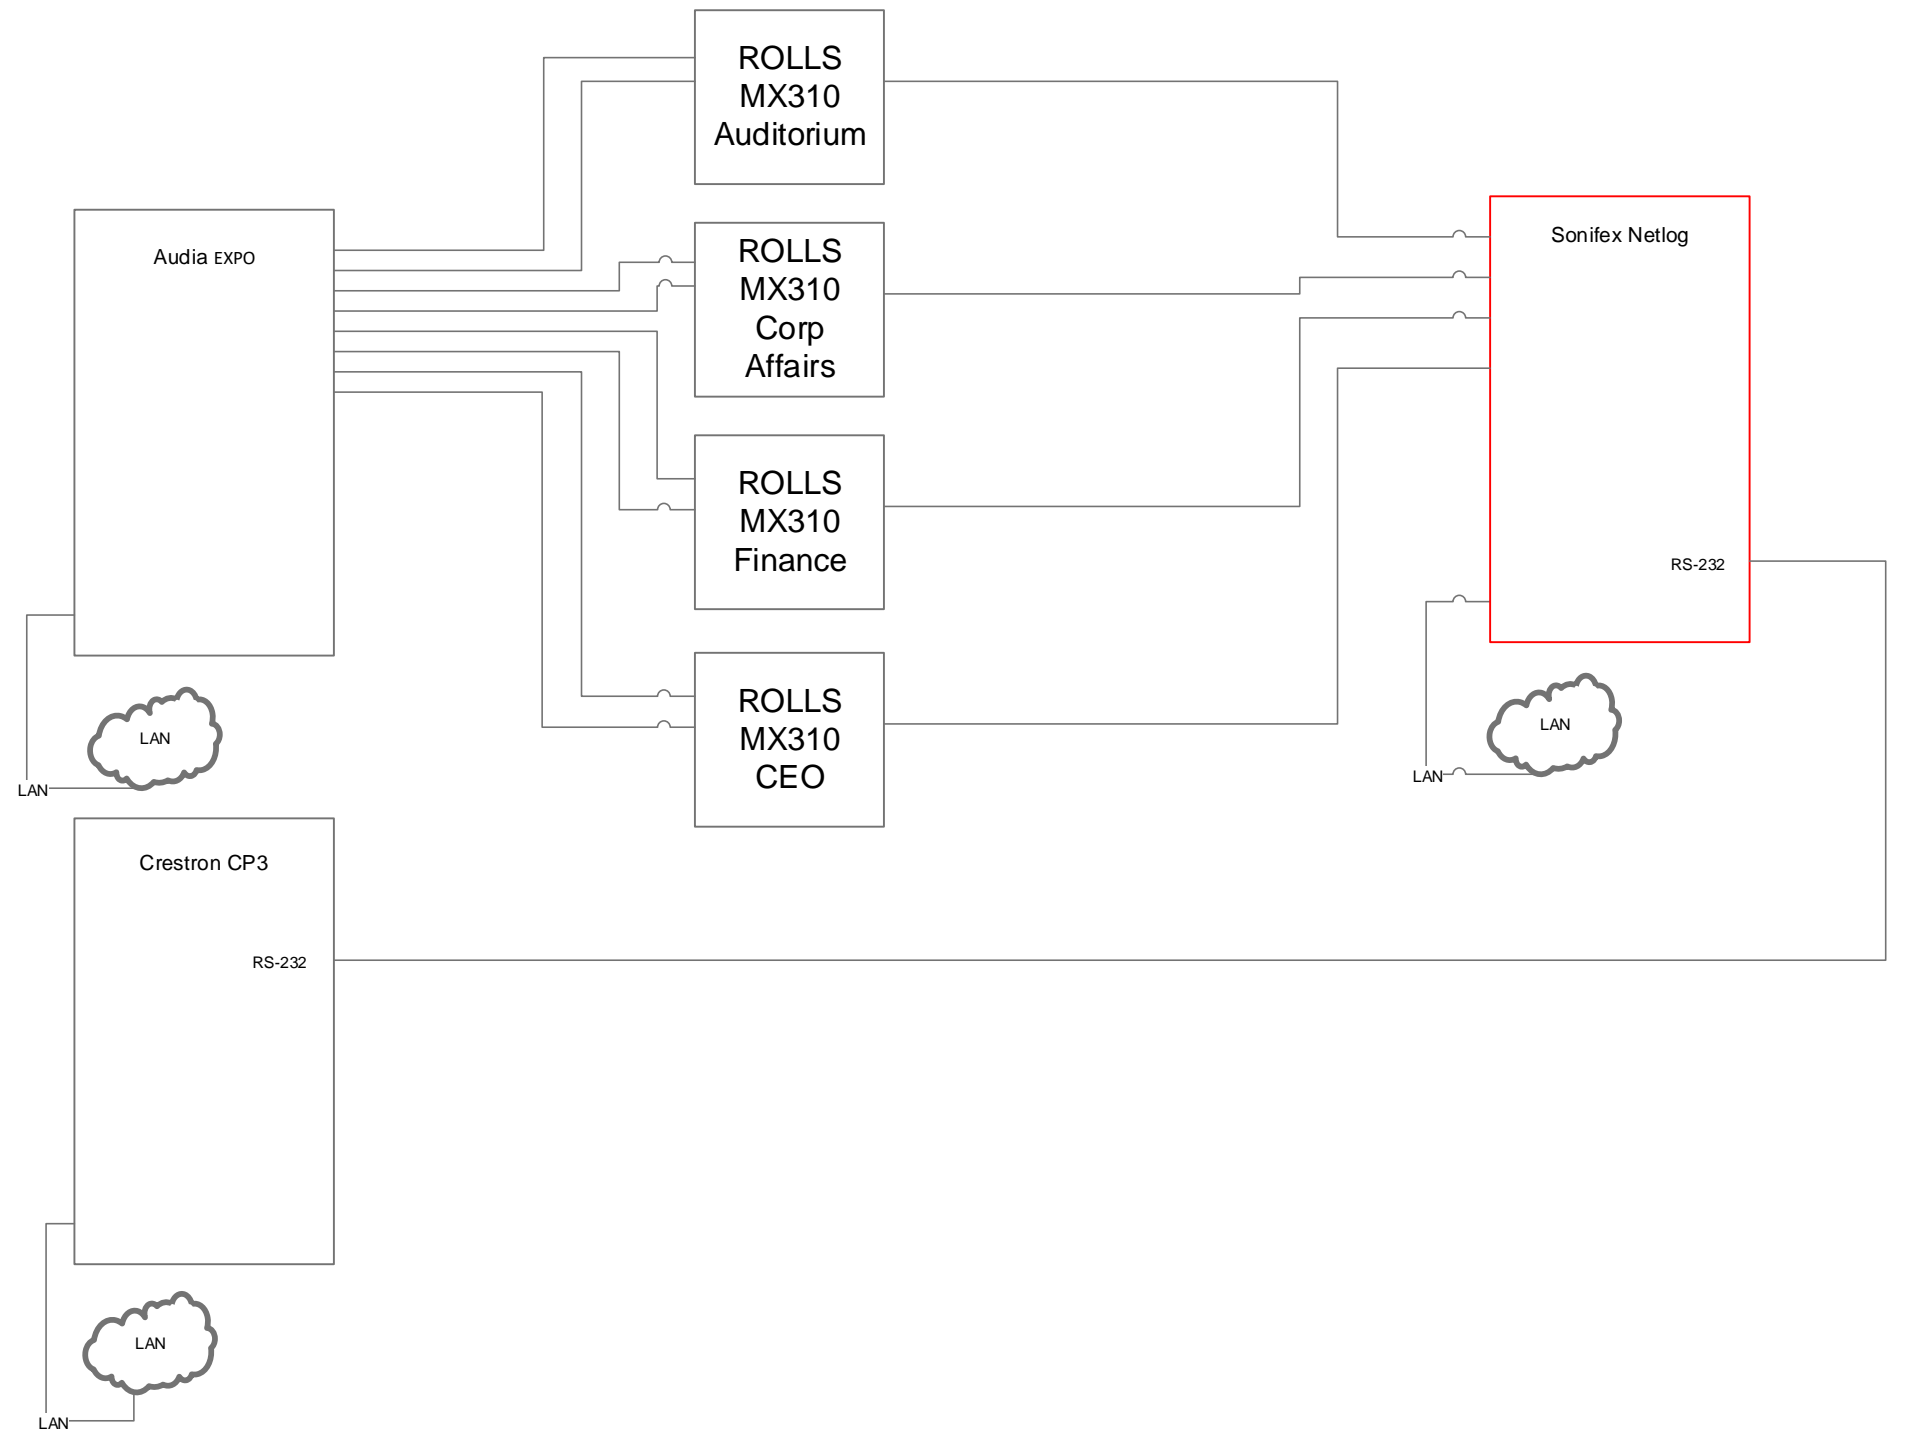 ROLLS
MX310
Auditorium
Audia EXPO
ROLLS
MX310
Corp
Affairs
Sonifex Netlog
ROLLS
MX310
Finance
RS-232
ROLLS
MX310
CEO
LAN
LAN
LAN
LAN
Crestron CP3
RS-232
LAN
LAN